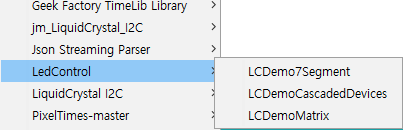 Geek Factory TimeLib Library
jm_LiquidCrystal_I2C
Json Streaming Parser
LedControl
LiquidCrystal I2C
PixelTimes-master
LCDemo7Segment
LCDemoCascadedDevices
LCDemoMatrix